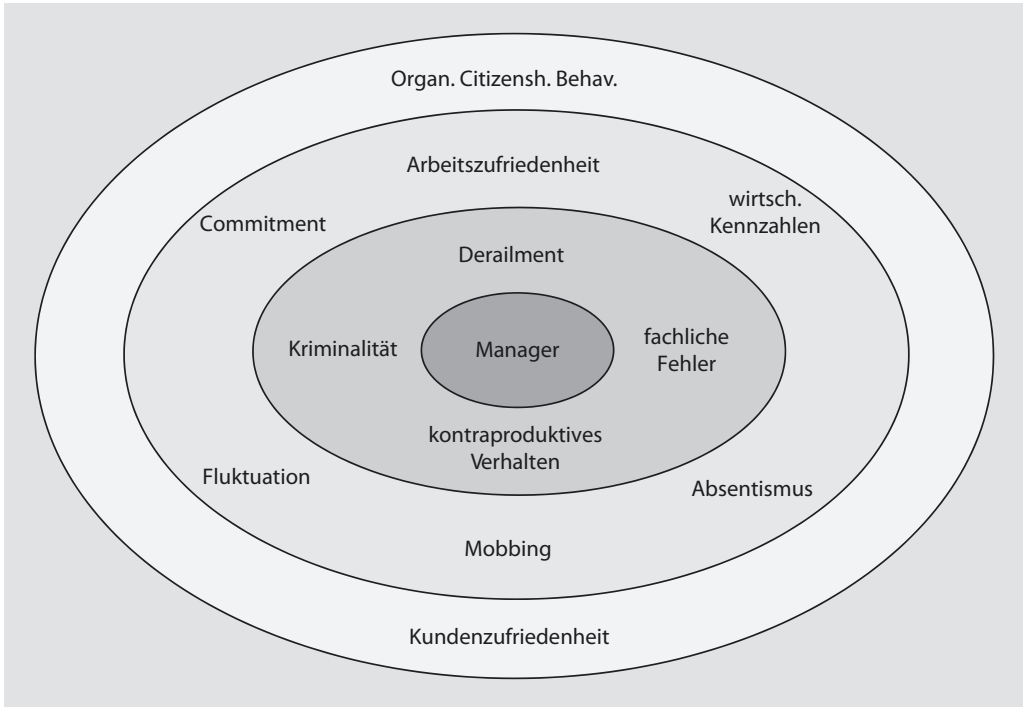 Organ. Citizensh. Behav.
Arbeitszufriedenheit
wirtsch.
Kennzahlen
Commitment
Derailment
Kriminalität
Manager
fachliche
Fehler
kontraproduktives
Verhalten
Fluktuation
Absentismus
Mobbing
Kundenzufriedenheit